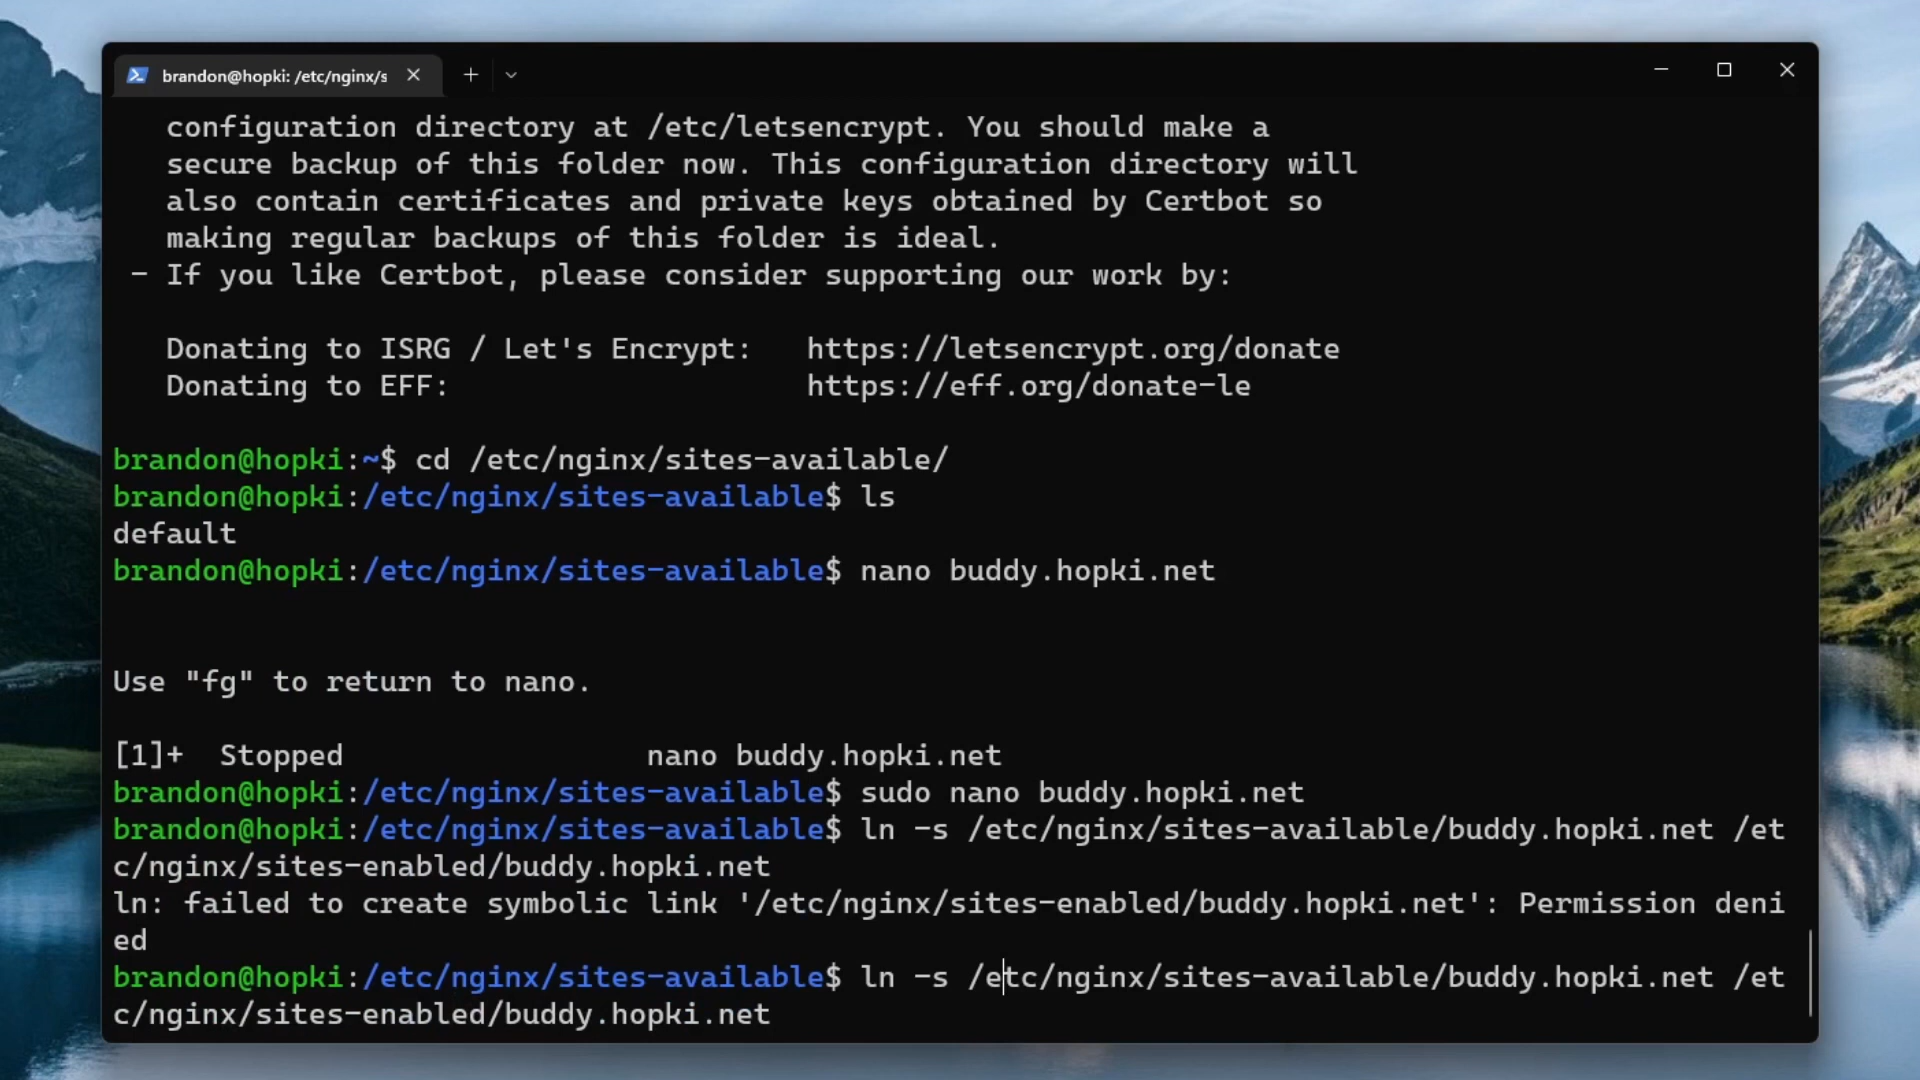 brandon@hopki: /etc/nginx/s
configuration directory at /etc/letsencrypt. You should make a
secure backup of this folder now. This configuration directory will
also contain certificates and private keys obtained by Certbot so
making regular backups of this folder is ideal.
- If you like Certbot, please consider supporting our work by:
Donating to ISRG / Let's Encrypt:   https://letsencrypt.org/donate
Donating to EFF:                    https://eff.org/donate-le
brandon@hopki:~$ cd /etc/nginx/sites-available/
brandon@hopki:/etc/nginx/sites-available$ ls
default
brandon@hopki:/etc/nginx/sites-available$ nano buddy.hopki.net
Use "fg" to return to nano.
[1]+  Stopped                 nano buddy.hopki.net
brandon@hopki:/etc/nginx/sites-available$ sudo nano buddy.hopki.net
brandon@hopki:/etc/nginx/sites-available$ ln -s /etc/nginx/sites-available/buddy.hopki.net /et
c/nginx/sites-enabled/buddy.hopki.net
ln: failed to create symbolic link '/etc/nginx/sites-enabled/buddy.hopki.net': Permission deni
ed
brandon@hopki:/etc/nginx/sites-available$ ln -s /etc/nginx/sites-available/buddy.hopki.net /et
c/nginx/sites-enabled/buddy.hopki.net